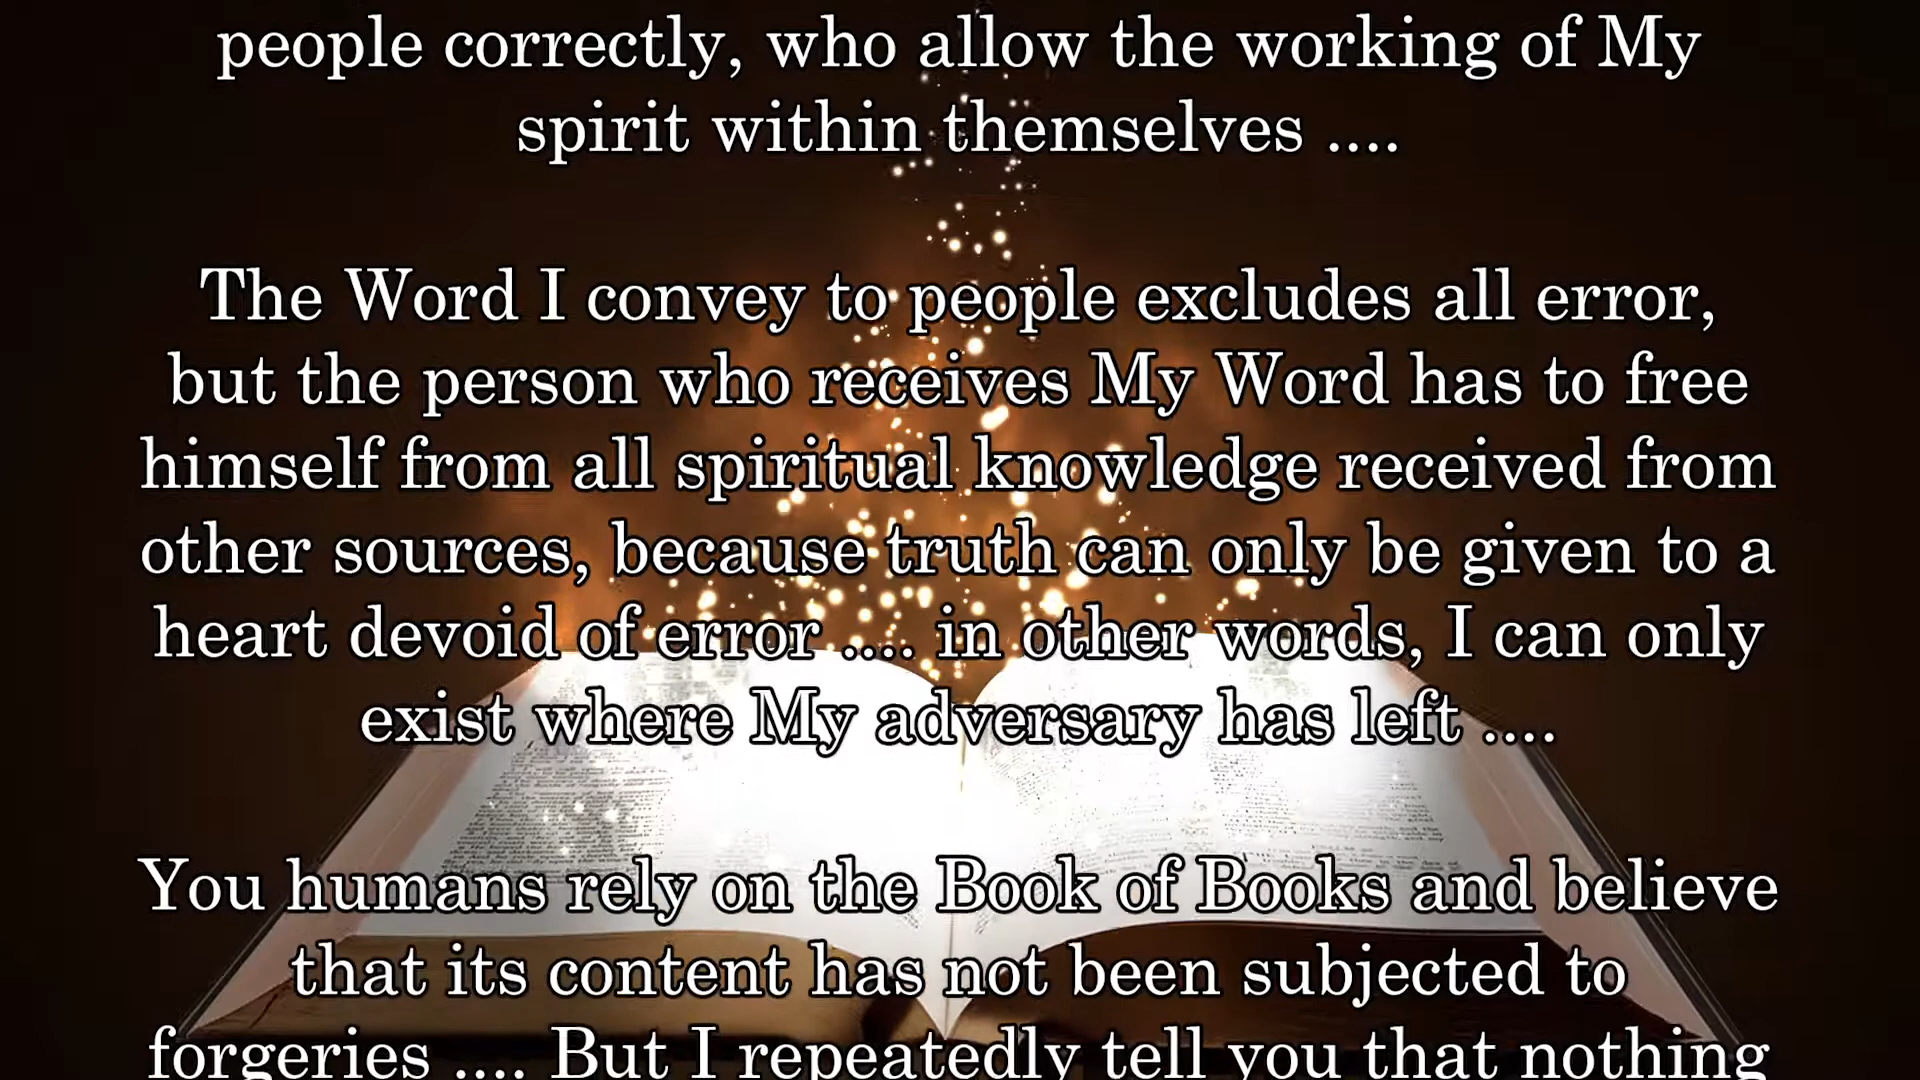 people correctly, who allow the working of My
spirit within themselves ....
The Word I convey to people excludes all error,
but the person who receives My Word has to free
himself from all spiritual knowledge received from
other sources, because truth can only be given to a
heart devoid of error .... in other words, I can only
exist where My adversary has left ....
You humans rely on the Book of Books and believe
that its content has not been subjected to
forgeries .... But I repeatedly tell you that nothing